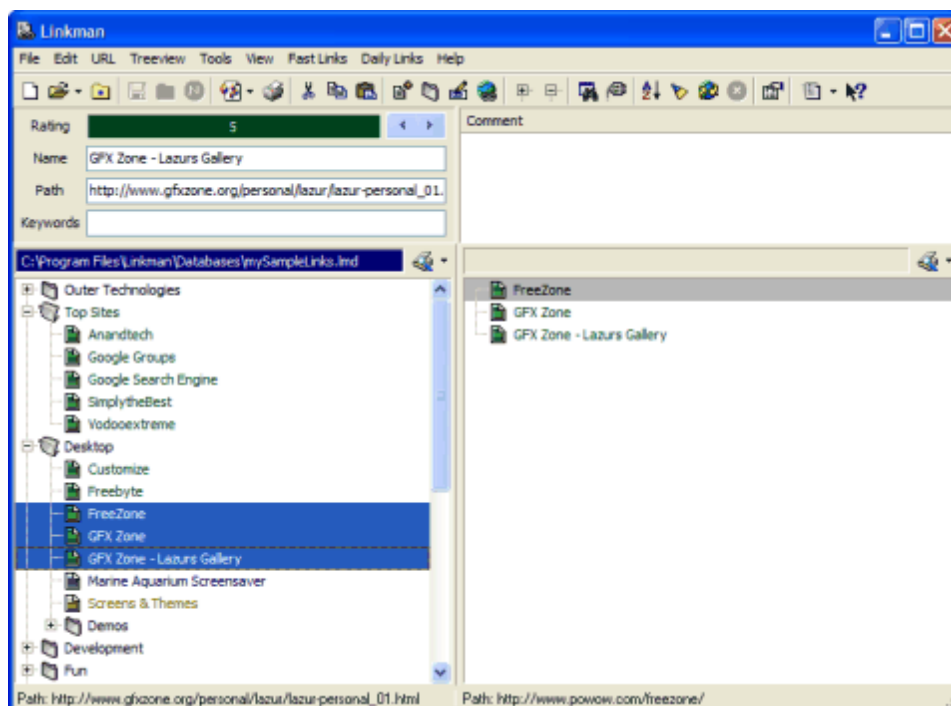 Linkman
File Edit URL Treeview Tools View Fast Links Daily Links Help
Rating 5
Comment
Name GFX Zone - Lazurs Gallery
Path http://www.gfxzone.org/personal/lazur/lazur-personal_01.
Keywords
C:\Program Files\Linkman\Databases\mySampleLinks.lmd
Outer Technologies
Top Sites
Anandtech
Google Groups
Google Search Engine
SimplytheBest
Vodooextreme
Desktop
Customize
Freebyte
FreeZone
GFX Zone
GFX Zone - Lazurs Gallery
Marine Aquarium Screensaver
Screens & Themes
Demos
Development
Fun
FreeZone
GFX Zone
GFX Zone - Lazurs Gallery
Path: http://www.gfxzone.org/personal/lazur/lazur-personal_01.html
Path: http://www.powow.com/freezone/